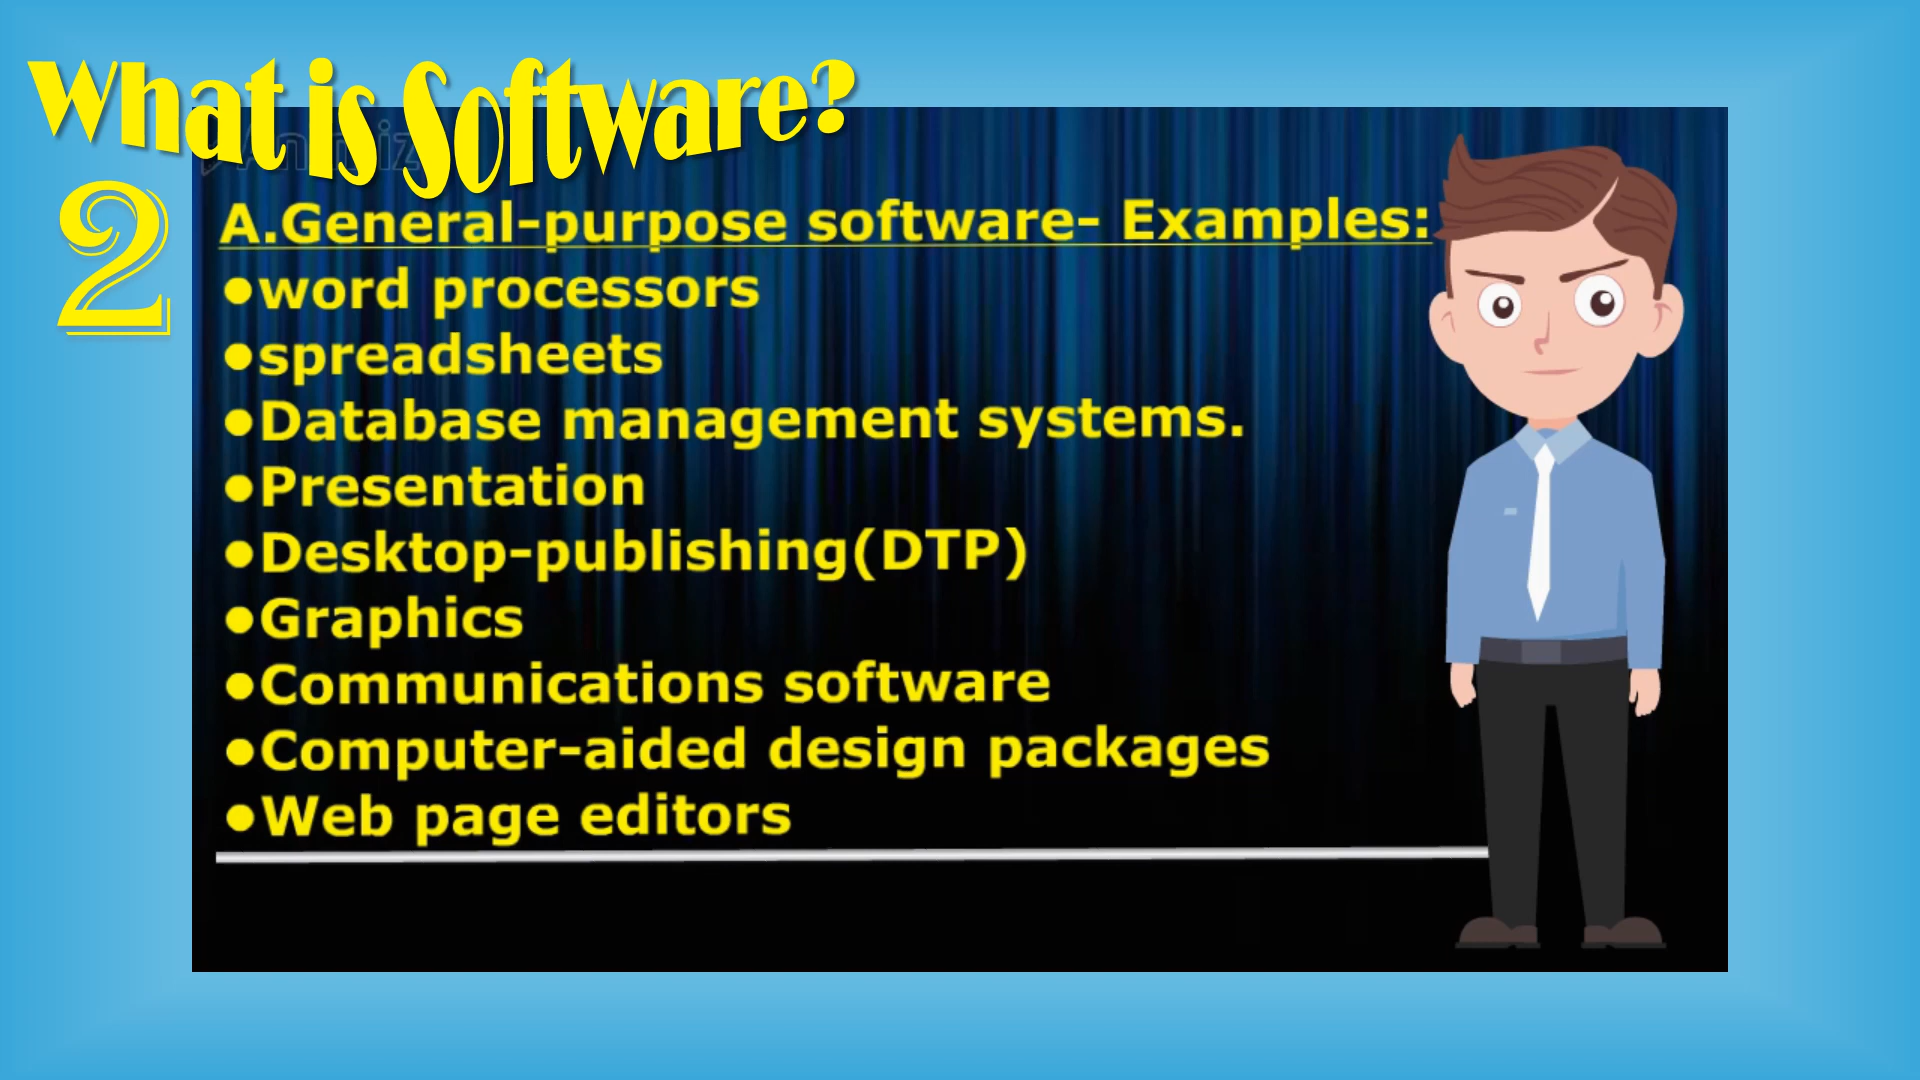 What is Software?
2
A.General-purpose software- Examples:
●word processors
●spreadsheets
●Database management systems.
●Presentation
●Desktop-publishing(DTP)
●Graphics
●Communications software
●Computer-aided design packages
●Web page editors